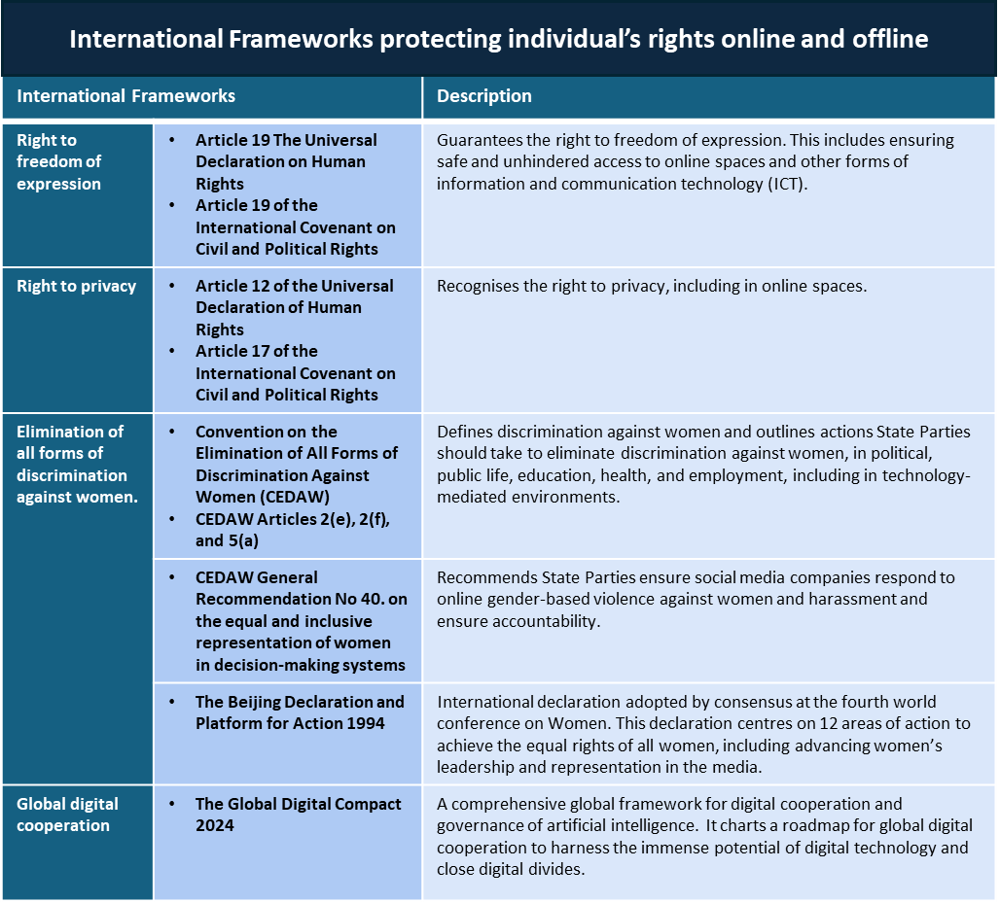 International Frameworks protecting individual's rights online and offline
International Frameworks
Description
Right to
freedom of
expression
• Article 19 The Universal
Declaration on Human
Rights
• Article 19 of the
International Covenant on
Civil and Political Rights
Guarantees the right to freedom of expression. This includes ensuring
safe and unhindered access to online spaces and other forms of
information and communication technology (ICT).
Right to privacy
• Article 12 of the Universal
Declaration of Human
Rights
• Article 17 of the
International Covenant on
Civil and Political Rights
Recognises the right to privacy, including in online spaces.
Elimination of
all forms of
discrimination
against women.
• Convention on the
Elimination of All Forms of
Discrimination Against
Women (CEDAW)
• CEDAW Articles 2(e), 2(f),
and 5(a)
Defines discrimination against women and outlines actions State Parties
should take to eliminate discrimination against women, in political,
public life, education, health, and employment, including in technology-
mediated environments.
• CEDAW General
Recommendation No 40. on
the equal and inclusive
representation of women
in decision-making systems
Recommends State Parties ensure social media companies respond to
online gender-based violence against women and harassment and
ensure accountability.
• The Beijing Declaration and
Platform for Action 1994
International declaration adopted by consensus at the fourth world
conference on Women. This declaration centres on 12 areas of action to
achieve the equal rights of all women, including advancing women's
leadership and representation in the media.
Global digital
cooperation
• The Global Digital Compact
2024
A comprehensive global framework for digital cooperation and
governance of artificial intelligence. It charts a roadmap for global digital
cooperation to harness the immense potential of digital technology and
close digital divides.